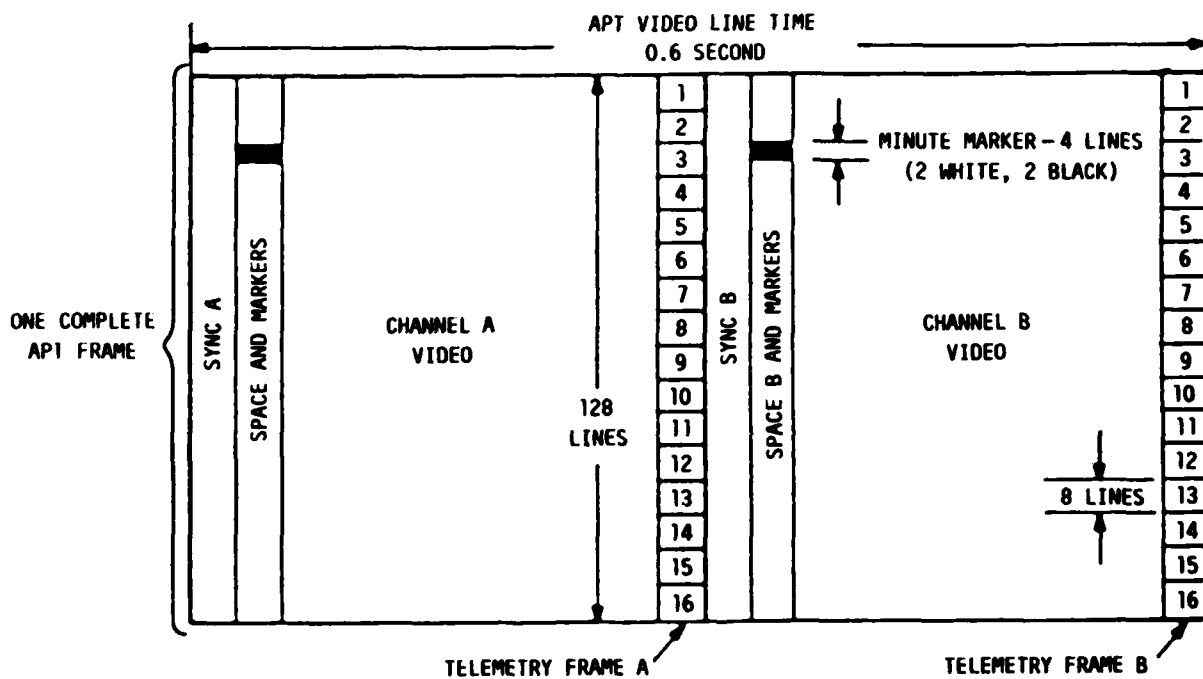 APT VIDEO LINE TIME
0.6 SECOND
ONE COMPLETE
APT FRAME
SYNC A
SPACE AND MARKERS
CHANNEL A
VIDEO
128
LINES
1
2
3
4
5
6
7
8
9
10
11
12
13
14
15
16
SYNC B
SPACE B AND MARKERS
MINUTE MARKER - 4 LINES
(2 WHITE, 2 BLACK)
CHANNEL B
VIDEO
8 LINES
1
2
3
4
5
6
7
8
9
10
11
12
13
14
15
16
TELEMETRY FRAME A
TELEMETRY FRAME B